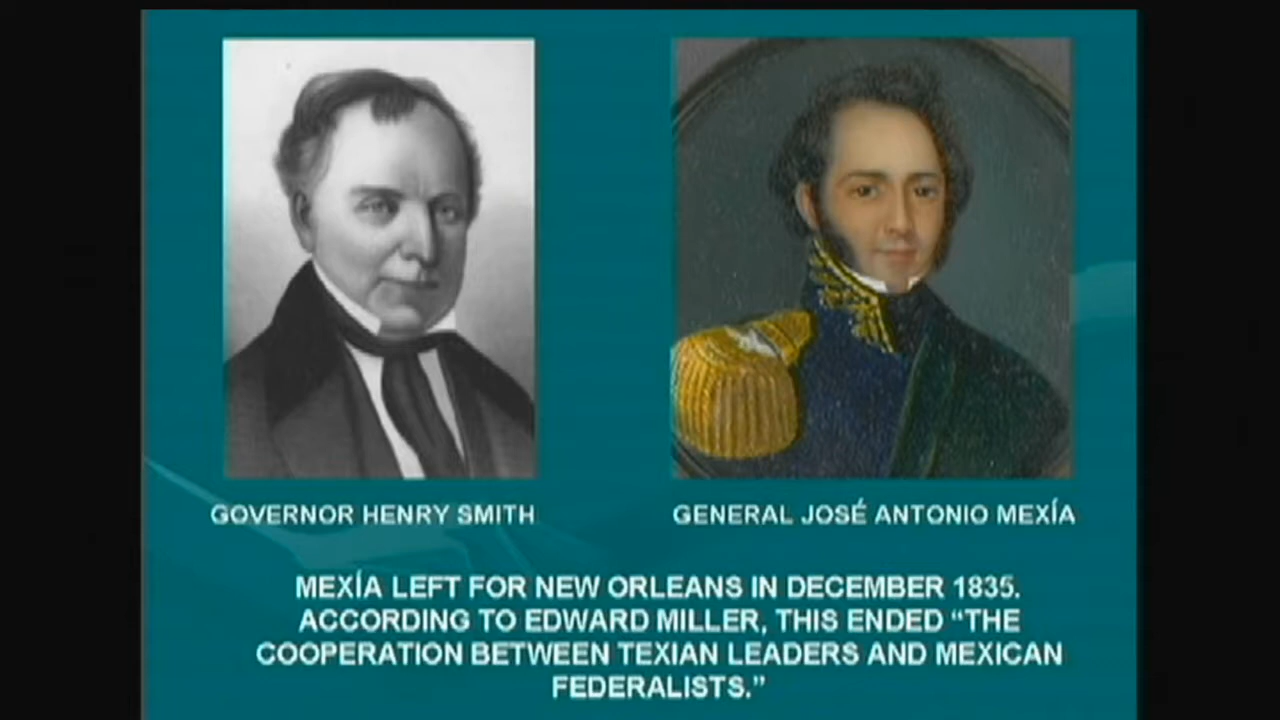 GOVERNOR HENRY SMITH
GENERAL JOSÉ ANTONIO MEXÍA
MEXÍA LEFT FOR NEW ORLEANS IN DECEMBER 1835.
ACCORDING TO EDWARD MILLER, THIS ENDED “THE
COOPERATION BETWEEN TEXIAN LEADERS AND MEXICAN
FEDERALISTS.”